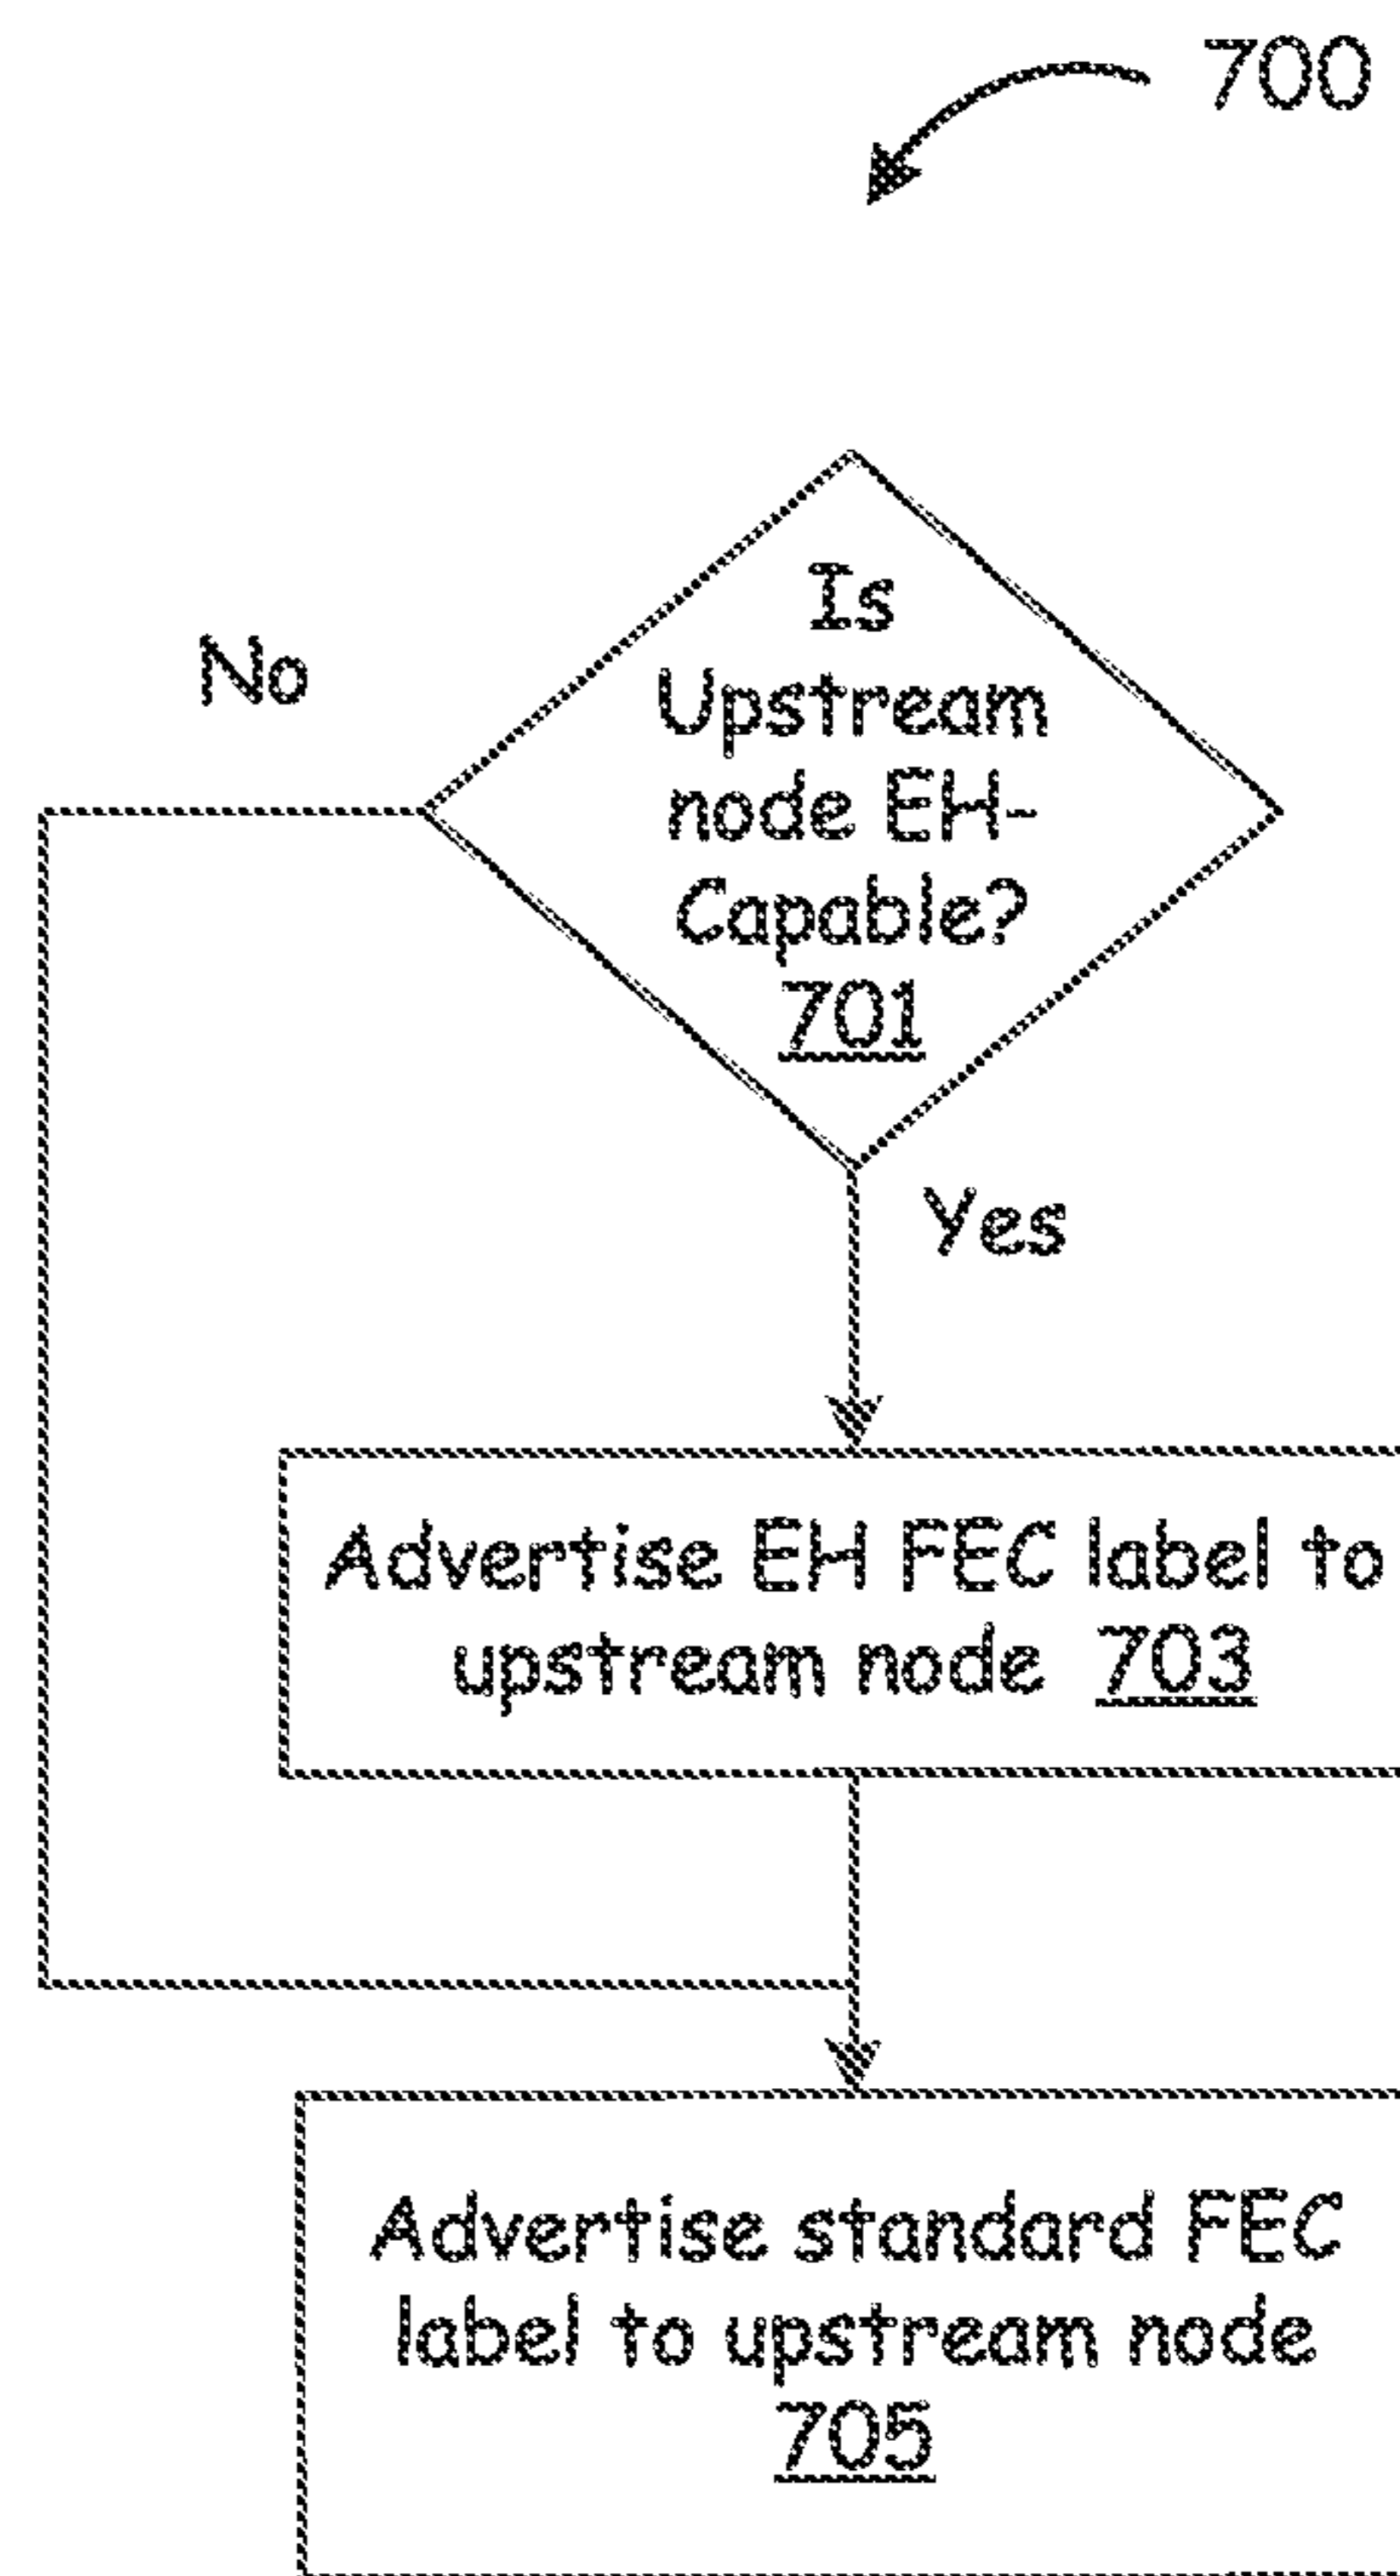 700
Is
Upstream
node EH-
Capable?
701
No
Yes
Advertise EH FEC label to
upstream node 703
Advertise standard FEC
label to upstream node
705